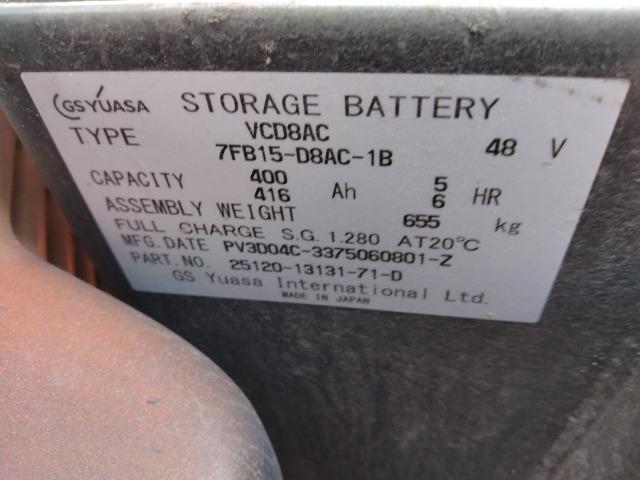 GS YUASA STORAGE BATTERY
TYPE VCD8AC
7FB15-D8AC-1B 48 V
CAPACITY 400 Ah 5 HR
416 6
ASSEMBLY WEIGHT 655 kg
FULL CHARGE S.G. 1.280 AT20℃
MFG.DATE PV3D04C-3375060801-Z
PART.NO. 25120-13131-71-D
GS Yuasa International Ltd.
MADE IN JAPAN